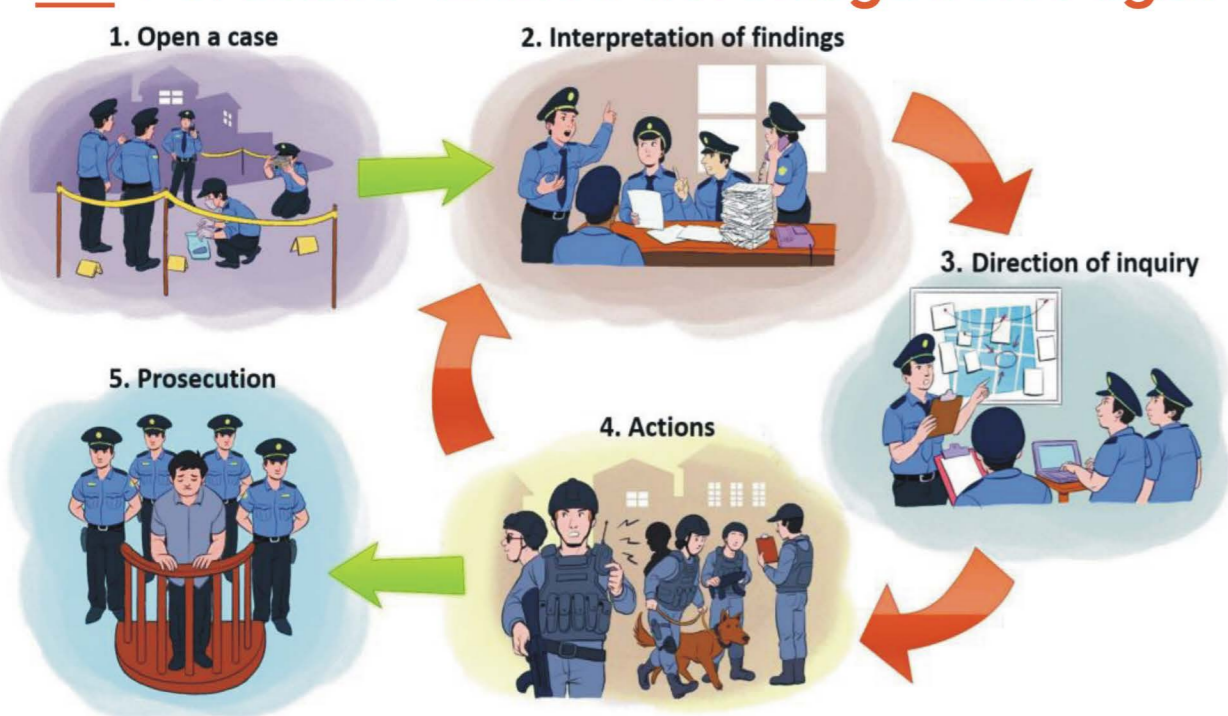 1. Open a case
2. Interpretation of findings
3. Direction of inquiry
4. Actions
5. Prosecution